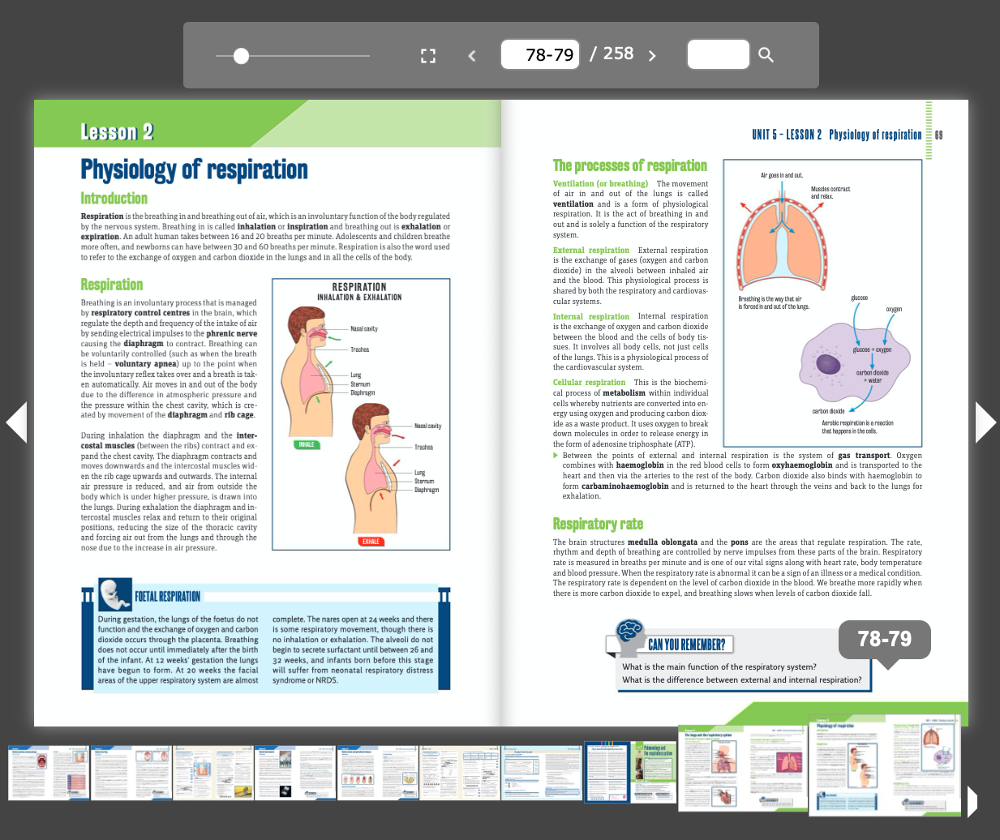 78-79 / 258
Lesson 2
Physiology of respiration
Introduction
Respiration is the breathing in and breathing out of air, which is an involuntary function of the body regulated
by the nervous system. Breathing in is called inhalation or inspiration and breathing out is exhalation or
expiration. An adult human takes between 16 and 20 breaths per minute. Adolescents and children breathe
more often, and newborns can have between 30 and 60 breaths per minute. Respiration is also the word used
to refer to the exchange of oxygen and carbon dioxide in the lungs and in all the cells of the body.
Respiration
Breathing is an involuntary process that is managed
by respiratory control centres in the brain, which
regulate the depth and frequency of the intake of air
by sending electrical impulses to the phrenic nerve
causing the diaphragm to contract. Breathing can
be voluntarily controlled (such as when the breath
is held – voluntary apnea) up to the point when
the involuntary reflex takes over and a breath is tak-
en automatically. Air moves in and out of the body
due to the difference in atmospheric pressure and
the pressure within the chest cavity, which is cre-
ated by movement of the diaphragm and rib cage.
During inhalation the diaphragm and the inter-
costal muscles (between the ribs) contract and ex-
pand the chest cavity. The diaphragm contracts and
moves downwards and the intercostal muscles wid-
en the rib cage upwards and outwards. The internal
air pressure is reduced, and air from outside the
body which is under higher pressure, is drawn into
the lungs. During exhalation the diaphragm and in-
tercostal muscles relax and return to their original
positions, reducing the size of the thoracic cavity
and forcing air out from the lungs and through the
nose due to the increase in air pressure.
RESPIRATION
INHALATION & EXHALATION
Nasal cavity
Trachea
Lung
Sternum
Diaphragm
INHALE
Nasal cavity
Trachea
Lung
Sternum
Diaphragm
EXHALE
FOETAL RESPIRATION
During gestation, the lungs of the foetus do not
function and the exchange of oxygen and carbon
dioxide occurs through the placenta. Breathing
does not occur until immediately after the birth
of the infant. At 12 weeks' gestation the lungs
have begun to form. At 20 weeks the facial
areas of the upper respiratory system are almost
complete. The nares open at 24 weeks and there
is some respiratory movement, though there is
no inhalation or exhalation. The alveoli do not
begin to secrete surfactant until between 26 and
32 weeks, and infants born before this stage
will suffer from neonatal respiratory distress
syndrome or NRDS.
UNIT 5 – LESSON 2 Physiology of respiration 69
The processes of respiration
Ventilation (or breathing) The movement
of air in and out of the lungs is called
ventilation and is a form of physiological
respiration. It is the act of breathing in and
out and is solely a function of the respiratory
system.
External respiration External respiration
is the exchange of gases (oxygen and carbon
dioxide) in the alveoli between inhaled air
and the blood. This physiological process is
shared by both the respiratory and cardiovas-
cular systems.
Internal respiration Internal respiration
is the exchange of oxygen and carbon dioxide
between the blood and the cells of body tis-
sues. It involves all body cells, not just cells
of the lungs. This is a physiological process of
the cardiovascular system.
Cellular respiration This is the biochemi-
cal process of metabolism within individual
cells whereby nutrients are converted into en-
ergy using oxygen and producing carbon diox-
ide as a waste product. It uses oxygen to break
down molecules in order to release energy in
the form of adenosine triphosphate (ATP).
Air goes in and out.
Muscles contract
and relax.
Breathing is the way that air
is forced in and out of the lungs.
glucose
oxygen
glucose + oxygen
carbon dioxide
+ water
carbon dioxide
Aerobic respiration is a reaction
that happens in the cells.
Between the points of external and internal respiration is the system of gas transport. Oxygen
combines with haemoglobin in the red blood cells to form oxyhaemoglobin and is transported to the
heart and then via the arteries to the rest of the body. Carbon dioxide also binds with haemoglobin to
form carbaminohaemoglobin and is returned to the heart through the veins and back to the lungs for
exhalation.
Respiratory rate
The brain structures medulla oblongata and the pons are the areas that regulate respiration. The rate,
rhythm and depth of breathing are controlled by nerve impulses from these parts of the brain. Respiratory
rate is measured in breaths per minute and is one of our vital signs along with heart rate, body temperature
and blood pressure. When the respiratory rate is abnormal it can be a sign of an illness or a medical condition.
The respiratory rate is dependent on the level of carbon dioxide in the blood. We breathe more rapidly when
there is more carbon dioxide to expel, and breathing slows when levels of carbon dioxide fall.
CAN YOU REMEMBER?
What is the main function of the respiratory system?
What is the difference between external and internal respiration?
78-79